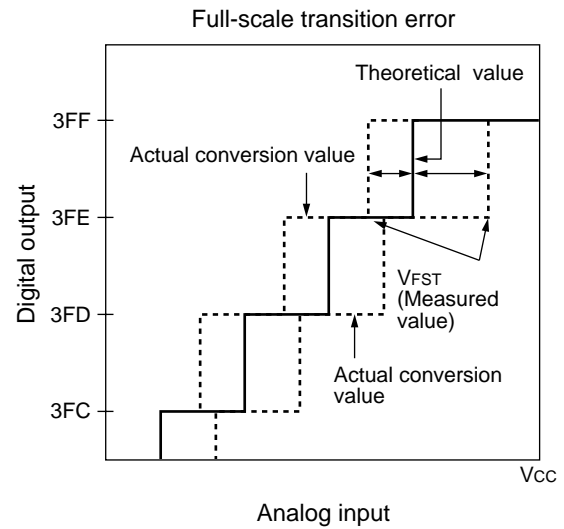 Full-scale transition error
Theoretical value
3FF
Actual conversion value
3FE
VFST
(Measured
value)
3FD
Actual conversion
value
3FC
Digital output
VCC
Analog input